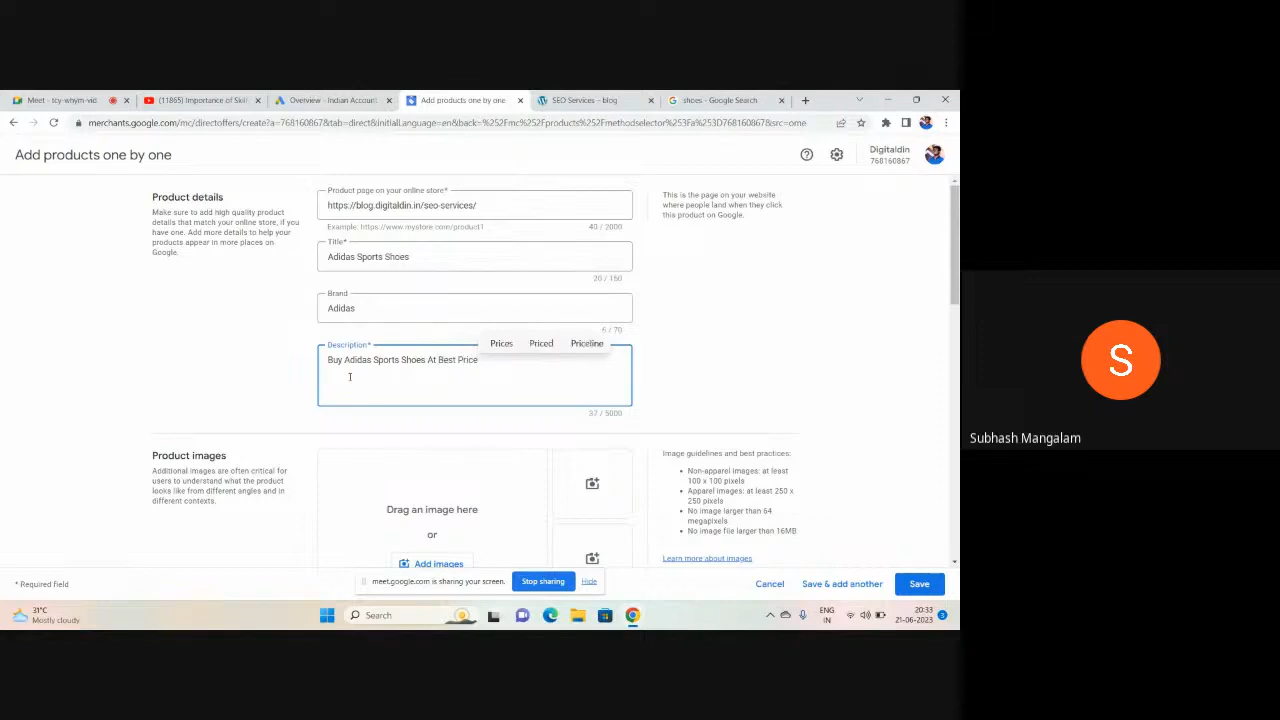 Meet - tcy-whjm-vid
(11865) Importance of Skil
Overview - Indian Account
Add products one by one
SEO Services – blog
shoes - Google Search
merchants.google.com/mc/directoffers/create?a=768160867&tab=direct&initialLanguage=en&back=%252Fmc%252Fproducts%252Fmethodselector%253Fa%253D768160867&src=ome
Add products one by one
Digitaldin
768160867
Product details
Make sure to add high quality product
details that match your online store, if you
have one. Add more details to help your
products appear in more places on
Google.
Product page on your online store*
https://blog.digitaldin.in/seo-services/
Example: https://www.mystore.com/product1
40 / 2000
This is the page on your website
where people land when they click
this product on Google.
Title*
Adidas Sports Shoes
20 / 150
Brand
Adidas
6 / 70
Description*
Prices Priced Priceline
Buy Adidas Sports Shoes At Best Price
37 / 5000
Product images
Additional images are often critical for
users to understand what the product
looks like from different angles and in
different contexts.
Drag an image here
or
Add images
Image guidelines and best practices:
Non-apparel images: at least
100 x 100 pixels
Apparel images: at least 250 x
250 pixels
No image larger than 64
megapixels
No image file larger than 16MB
Learn more about images
* Required field
meet.google.com is sharing your screen.
Stop sharing
Hide
Cancel
Save & add another
Save
31°C
Mostly cloudy
Search
ENG
IN
20:33
21-06-2023
3
S
Subhash Mangalam